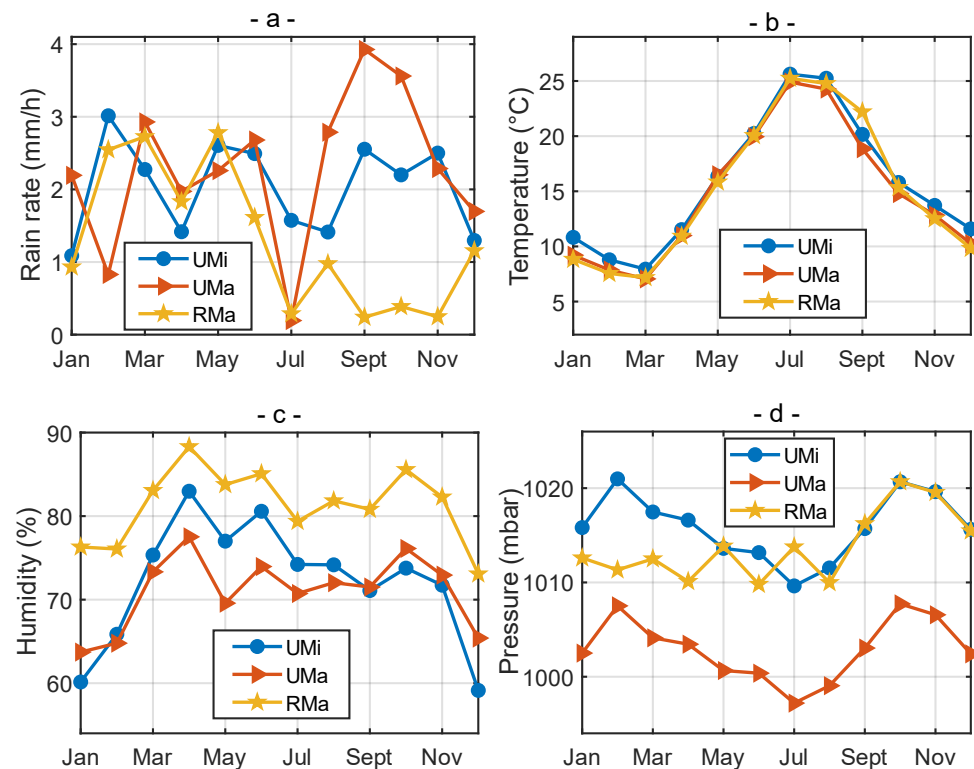 - a -
Rain rate (mm/h)
4
3
2
1
0
UMi
UMa
RMa
Jan Mar May Jul Sept Nov
- b -
Temperature (°C)
25
20
15
10
5
UMi
UMa
RMa
Jan Mar May Jul Sept Nov
- c -
Humidity (%)
90
80
70
60
UMi
UMa
RMa
Jan Mar May Jul Sept Nov
- d -
Pressure (mbar)
1020
1010
1000
UMi
UMa
RMa
Jan Mar May Jul Sept Nov